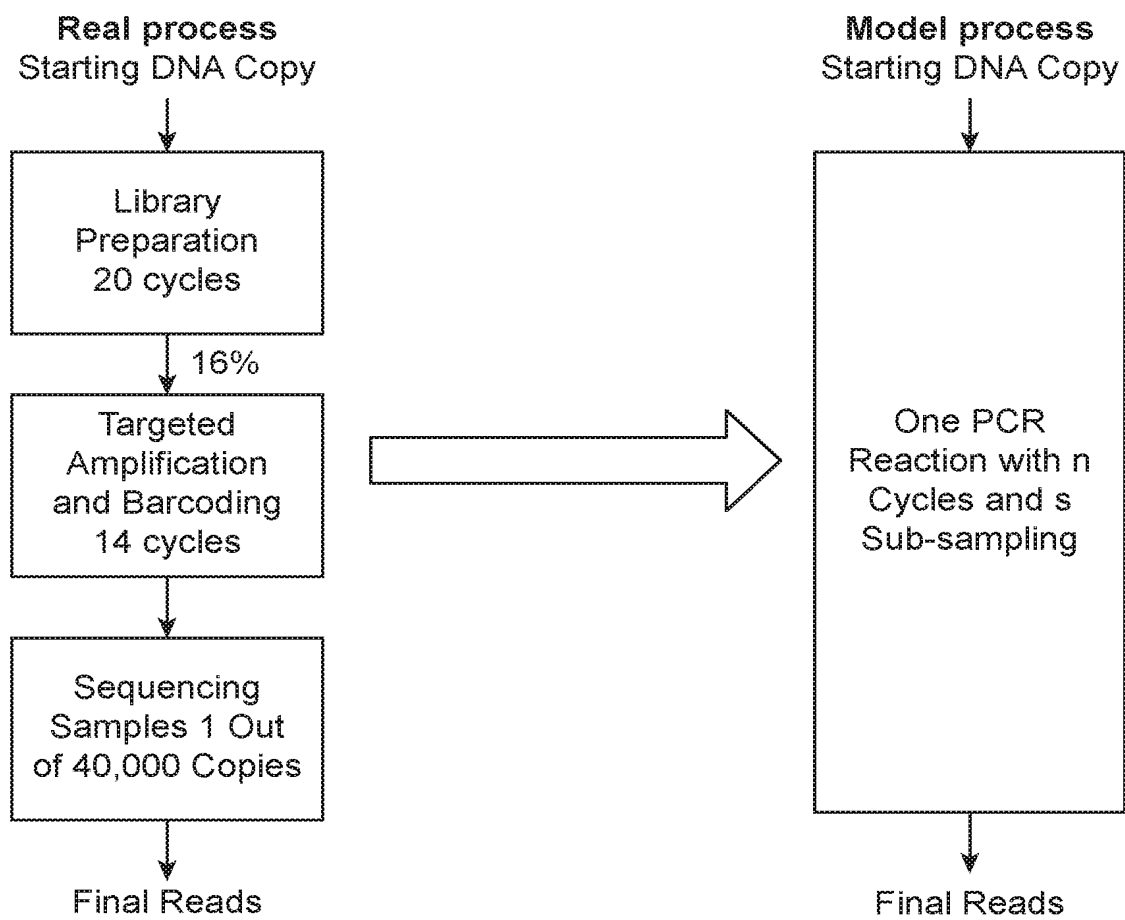 Real process
Starting DNA Copy
Library
Preparation
20 cycles
16%
Targeted
Amplification
and Barcoding
14 cycles
Sequencing
Samples 1 Out
of 40,000 Copies
Final Reads
Model process
Starting DNA Copy
One PCR
Reaction with n
Cycles and s
Sub-sampling
Final Reads